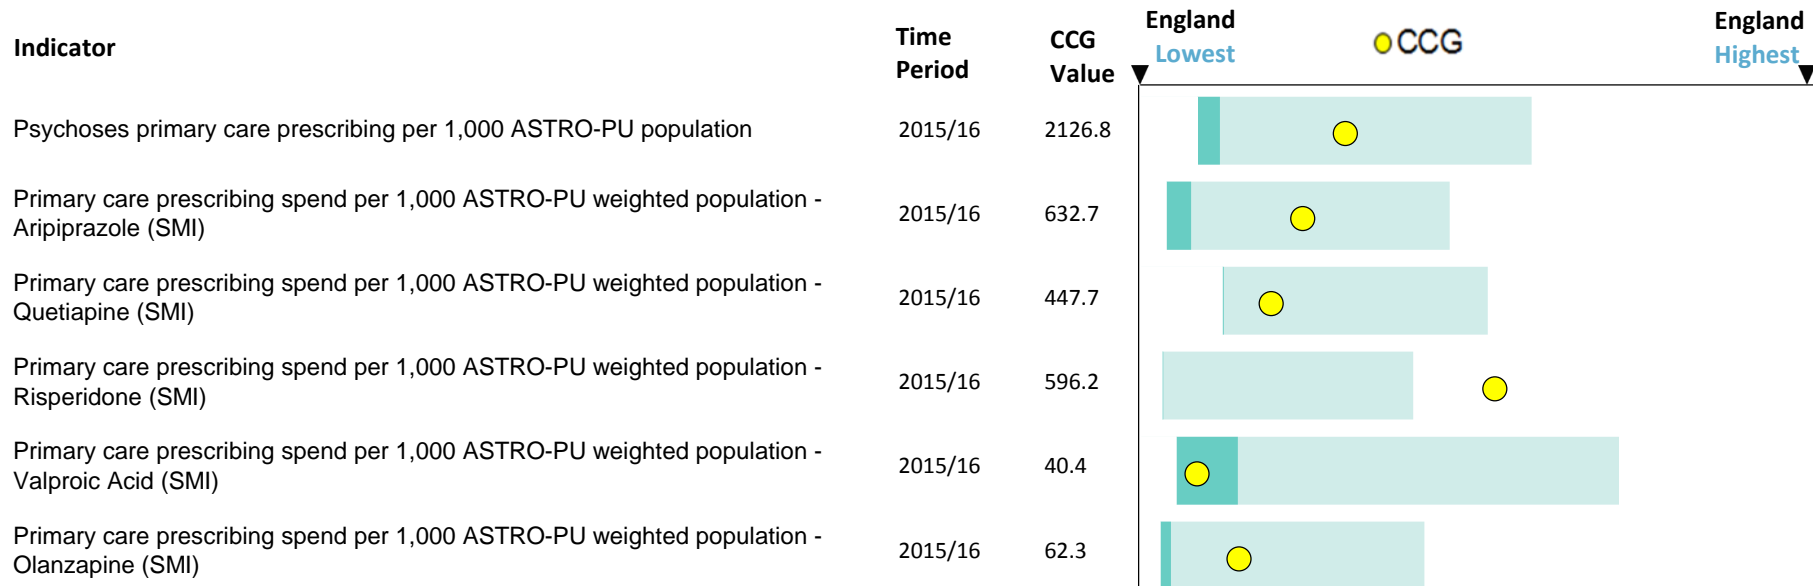 Indicator
Time
Period
CCG
Value
England
Lowest
CCG
England
Highest
Psychoses primary care prescribing per 1,000 ASTRO-PU population
2015/16
2126.8
Primary care prescribing spend per 1,000 ASTRO-PU weighted population -
Aripiprazole (SMI)
2015/16
632.7
Primary care prescribing spend per 1,000 ASTRO-PU weighted population -
Quetiapine (SMI)
2015/16
447.7
Primary care prescribing spend per 1,000 ASTRO-PU weighted population -
Risperidone (SMI)
2015/16
596.2
Primary care prescribing spend per 1,000 ASTRO-PU weighted population -
Valproic Acid (SMI)
2015/16
40.4
Primary care prescribing spend per 1,000 ASTRO-PU weighted population -
Olanzapine (SMI)
2015/16
62.3